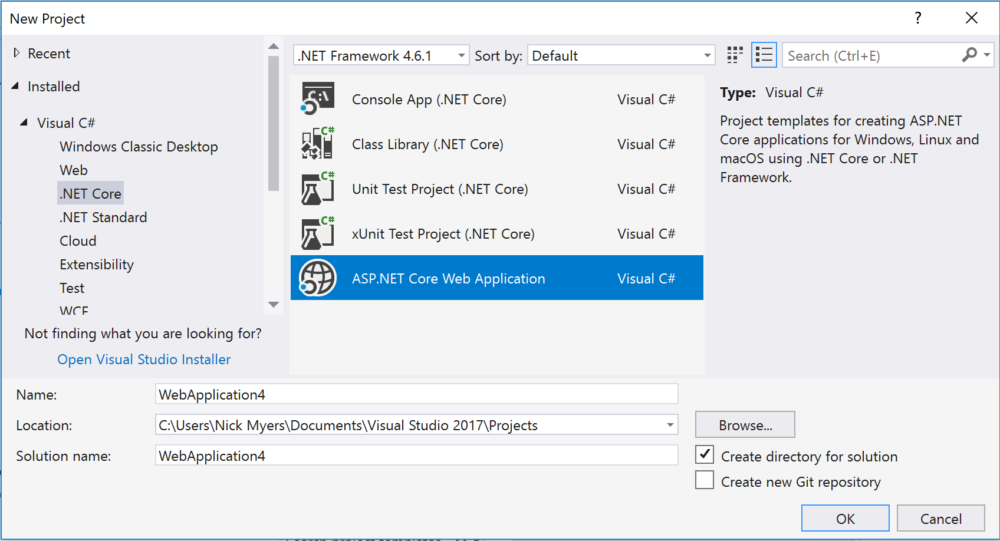 New Project
?
Recent
Installed
Visual C#
Windows Classic Desktop
Web
.NET Core
.NET Standard
Cloud
Extensibility
Test
WCF
Not finding what you are looking for?
Open Visual Studio Installer
.NET Framework 4.6.1
Sort by:
Default
Search (Ctrl+E)
C:\
Console App (.NET Core)
Visual C#
C#
Class Library (.NET Core)
Visual C#
C#
Unit Test Project (.NET Core)
Visual C#
C#
xUnit Test Project (.NET Core)
Visual C#
ASP.NET Core Web Application
Visual C#
Type: Visual C#
Project templates for creating ASP.NET
Core applications for Windows, Linux and
macOS using .NET Core or .NET
Framework.
Name:
WebApplication4
Location:
C:\Users\Nick Myers\Documents\Visual Studio 2017\Projects
Browse...
Solution name:
WebApplication4
Create directory for solution
Create new Git repository
OK
Cancel